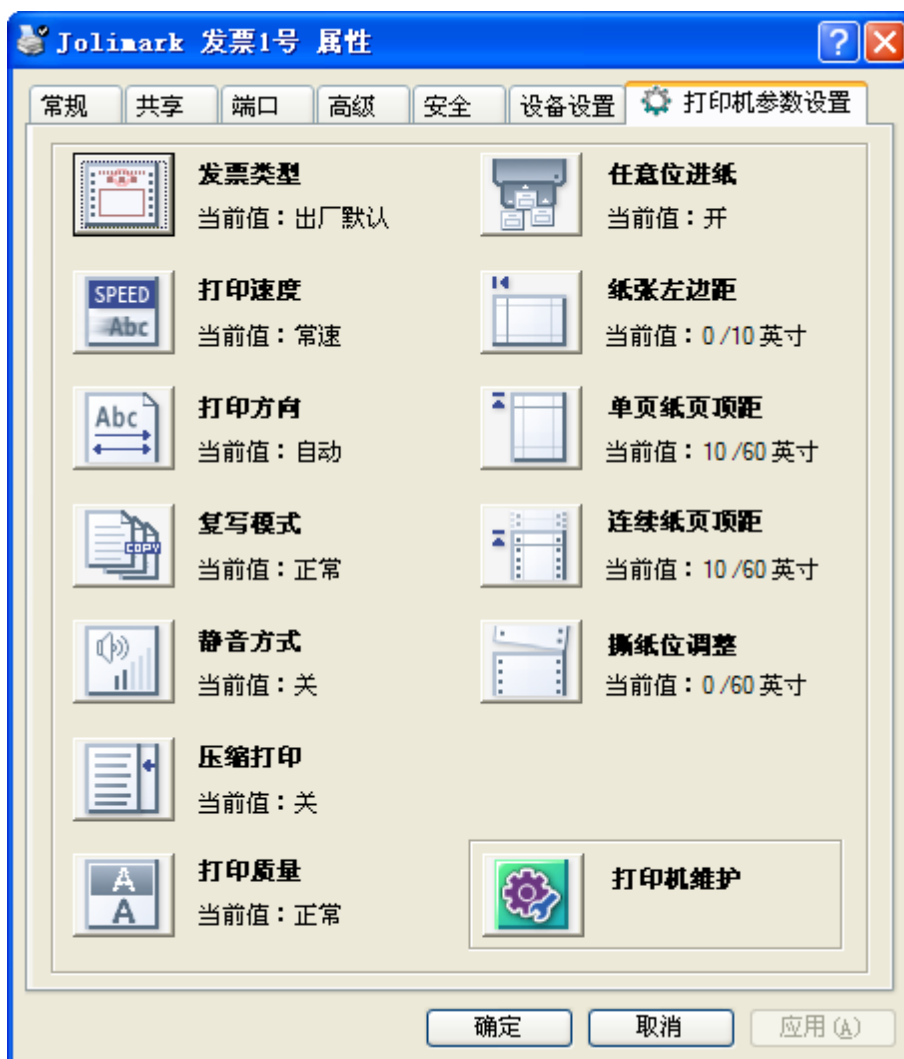 Jolimark 发票1号 属性
常规 共享 端口 高级 安全 设备设置 打印机参数设置
发票类型
当前值：出厂默认
SPEED
Abc
打印速度
当前值：常速
Abc
打印方向
当前值：自动
COPY
复写模式
当前值：正常
静音方式
当前值：关
压缩打印
当前值：关
A
A
打印质量
当前值：正常
任意位进纸
当前值：开
纸张左边距
当前值：0 /10 英寸
单页纸页顶距
当前值：10 /60 英寸
连续纸页顶距
当前值：10 /60 英寸
撕纸位调整
当前值：0 /60 英寸
打印机维护
确定 取消 应用(A)